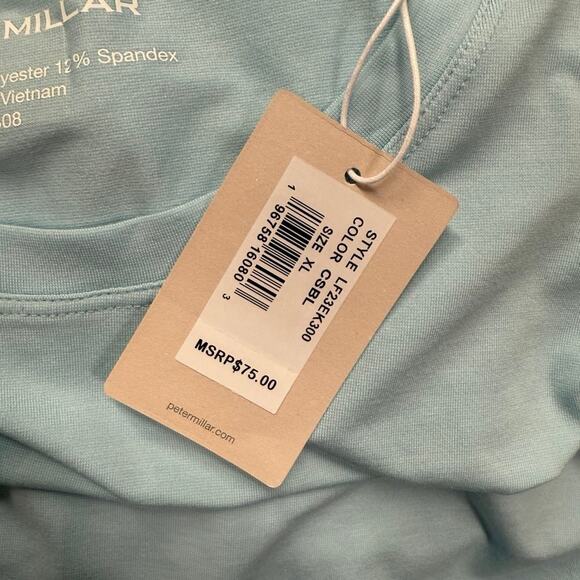 MILLAR
yester 12% Spandex
Vietnam
608
STYLE LF23EK300
COLOR CSBL
SIZE XL
1 96758 16080 3
MSRP$75.00
petermillar.com